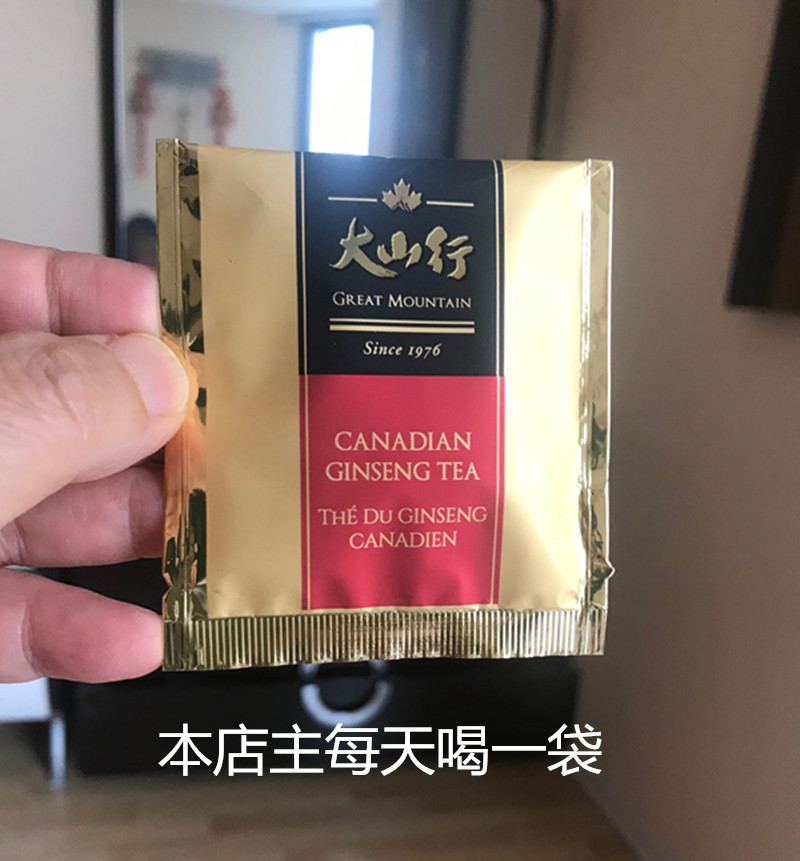 大山行
GREAT MOUNTAIN
Since 1976
CANADIAN
GINSENG TEA
THÉ DU GINSENG
CANADIEN
本店主每天喝一袋